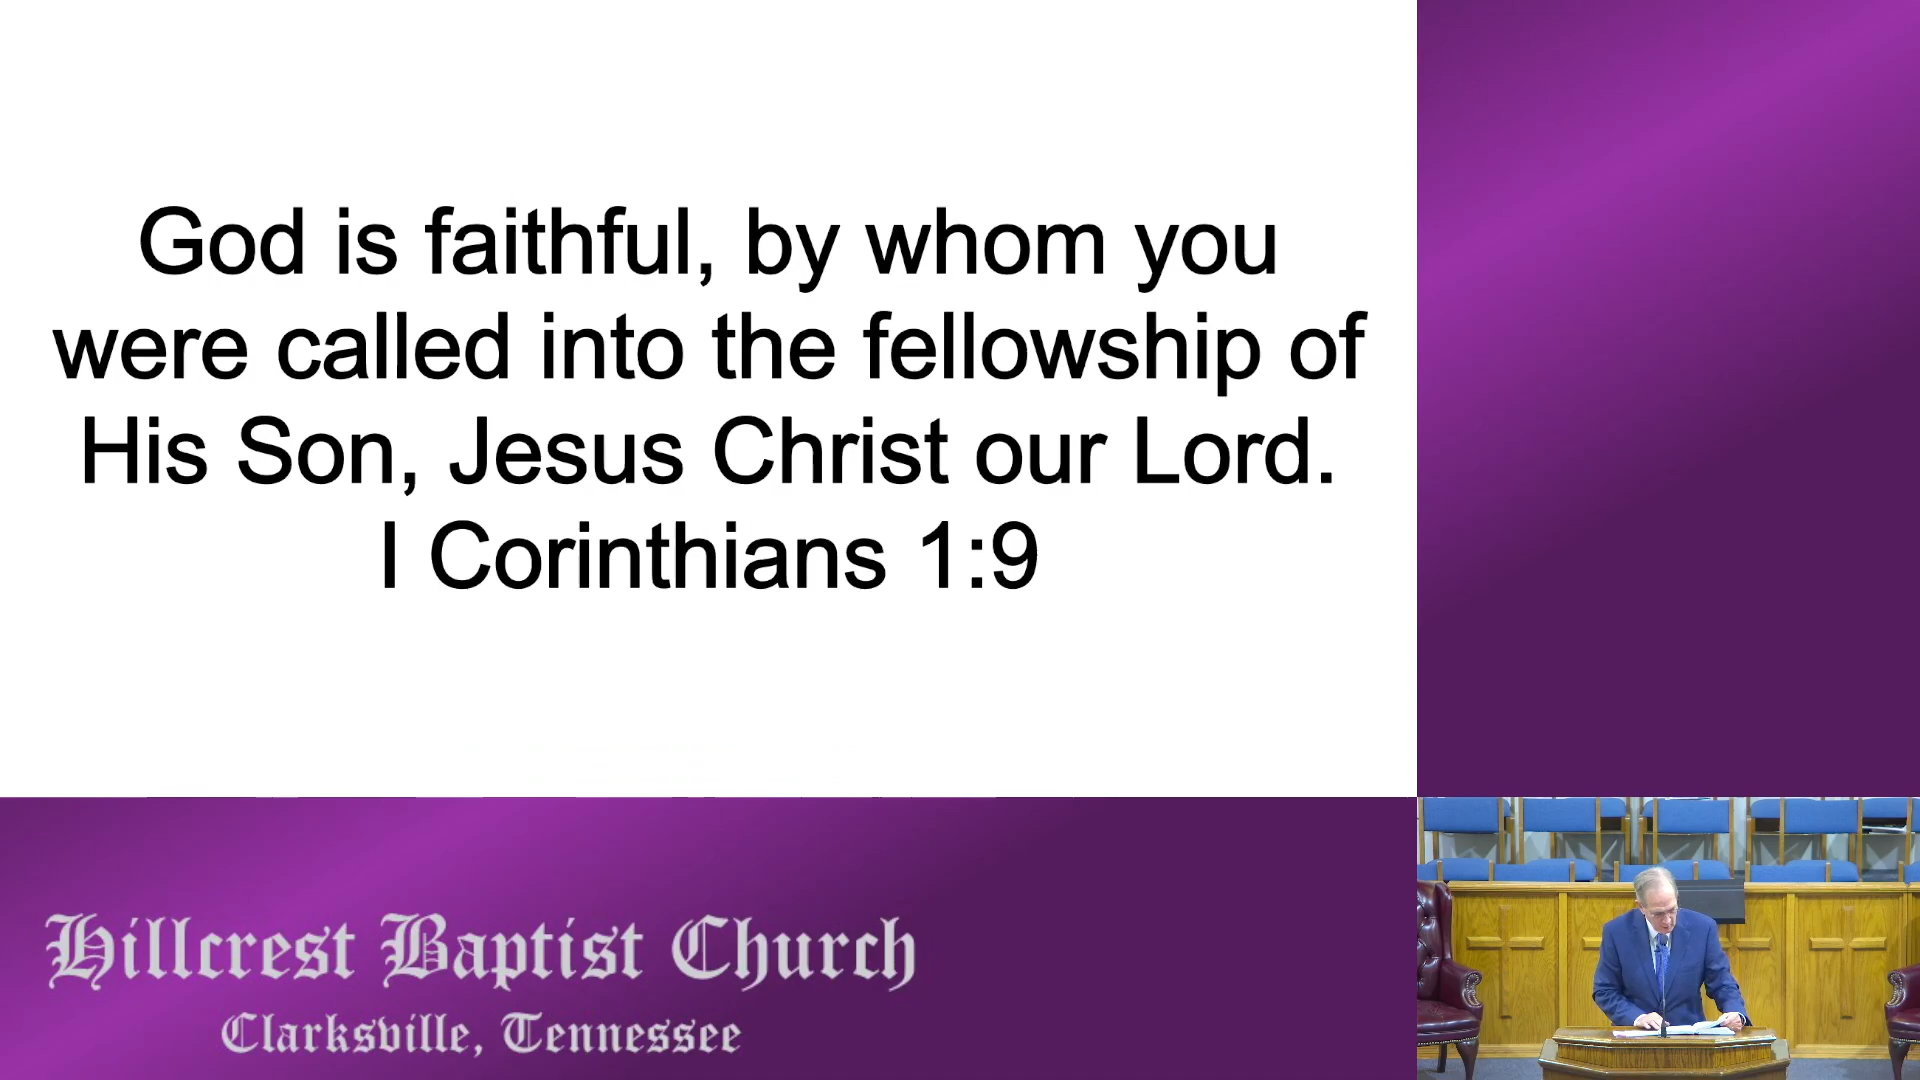 God is faithful, by whom you
were called into the fellowship of
His Son, Jesus Christ our Lord.
I Corinthians 1:9
Hillcrest Baptist Church
Clarksville, Tennessee